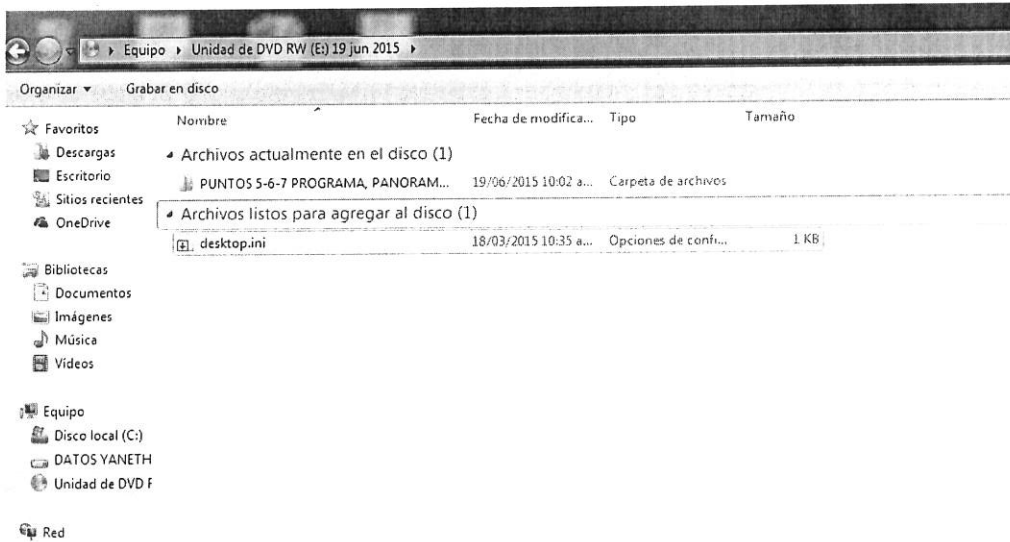 Equipo ▸ Unidad de DVD RW (E:) 19 jun 2015 ▸
Organizar Grabar en disco
Nombre Fecha de modifica... Tipo Tamaño
Favoritos
Descargas
Escritorio
Sitios recientes
OneDrive
Archivos actualmente en el disco (1)
PUNTOS 5-6-7 PROGRAMA, PANORAM... 19/06/2015 10:02 a... Carpeta de archivos
Archivos listos para agregar al disco (1)
desktop.ini 18/03/2015 10:35 a... Opciones de confi... 1 KB
Bibliotecas
Documentos
Imágenes
Música
Vídeos
Equipo
Disco local (C:)
DATOS YANETH
Unidad de DVD F
Red